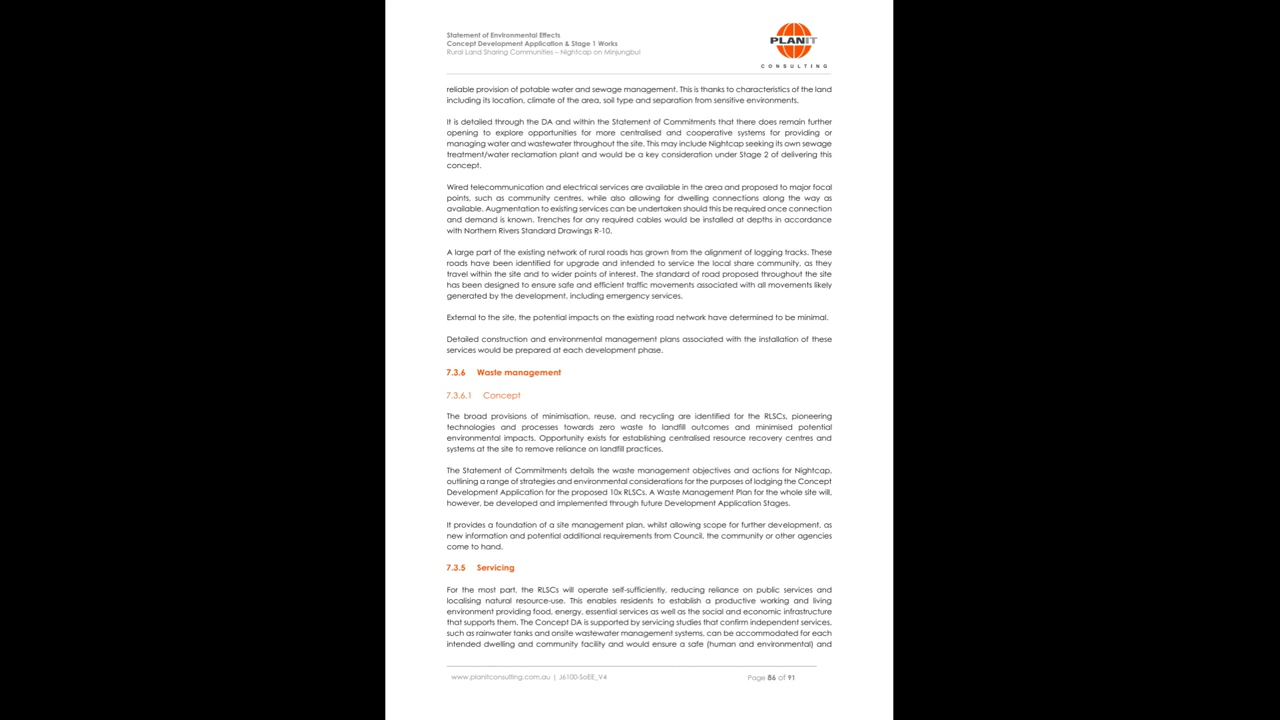 Statement of Environmental Effects
Concept Development Application & Stage 1 Works
Rural Land Sharing Communities – Nightcap on Minjungbul
PLANIT
CONSULTING
reliable provision of potable water and sewage management. This is thanks to characteristics of the land
including its location, climate of the area, soil type and separation from sensitive environments.
It is detailed through the DA and within the Statement of Commitments that there does remain further
opening to explore opportunities for more centralised and cooperative systems for providing or
managing water and wastewater throughout the site. This may include Nightcap seeking its own sewage
treatment/water reclamation plant and would be a key consideration under Stage 2 of delivering this
concept.
Wired telecommunication and electrical services are available in the area and proposed to major focal
points, such as community centres, while also allowing for dwelling connections along the way as
available. Augmentation to existing services can be undertaken should this be required once connection
and demand is known. Trenches for any required cables would be installed at depths in accordance
with Northern Rivers Standard Drawings R-10.
A large part of the existing network of rural roads has grown from the alignment of logging tracks. These
roads have been identified for upgrade and intended to service the local share community, as they
travel within the site and to wider points of interest. The standard of road proposed throughout the site
has been designed to ensure safe and efficient traffic movements associated with all movements likely
generated by the development, including emergency services.
External to the site, the potential impacts on the existing road network have determined to be minimal.
Detailed construction and environmental management plans associated with the installation of these
services would be prepared at each development phase.
7.3.6 Waste management
7.3.6.1 Concept
The broad provisions of minimisation, reuse, and recycling are identified for the RLSCs, pioneering
technologies and processes towards zero waste to landfill outcomes and minimised potential
environmental impacts. Opportunity exists for establishing centralised resource recovery centres and
systems at the site to remove reliance on landfill practices.
The Statement of Commitments details the waste management objectives and actions for Nightcap,
outlining a range of strategies and environmental considerations for the purposes of lodging the Concept
Development Application for the proposed 10x RLSCs. A Waste Management Plan for the whole site will,
however, be developed and implemented through future Development Application Stages.
It provides a foundation of a site management plan, whilst allowing scope for further development, as
new information and potential additional requirements from Council, the community or other agencies
come to hand.
7.3.5 Servicing
For the most part, the RLSCs will operate self-sufficiently, reducing reliance on public services and
localising natural resource-use. This enables residents to establish a productive working and living
environment providing food, energy, essential services as well as the social and economic infrastructure
that supports them. The Concept DA is supported by servicing studies that confirm independent services,
such as rainwater tanks and onsite wastewater management systems, can be accommodated for each
intended dwelling and community facility and would ensure a safe (human and environmental) and
www.planitconsulting.com.au | J6100-SoEE_V4
Page 86 of 91